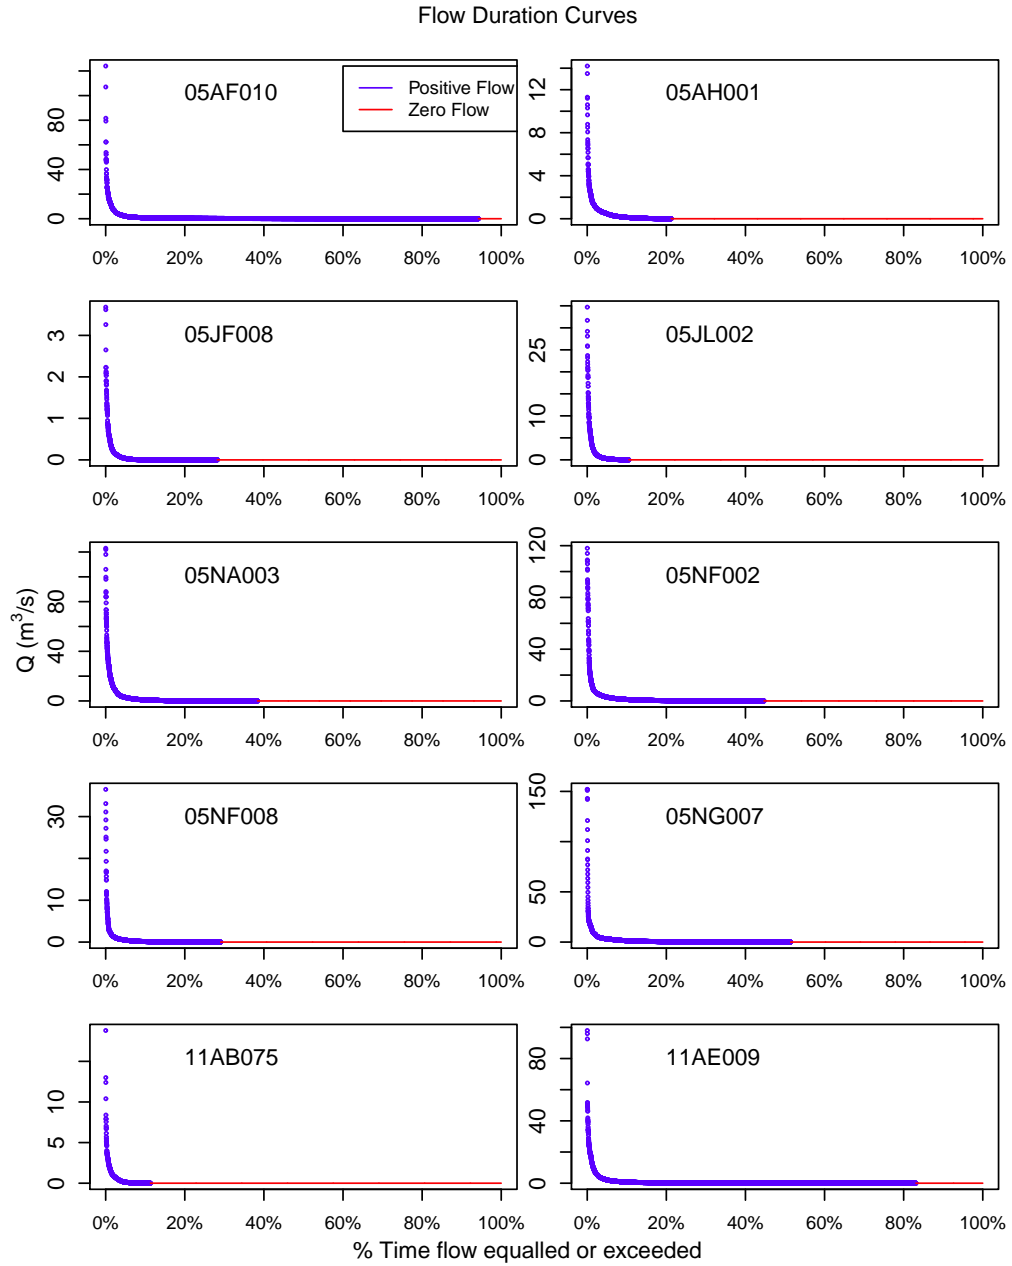 Flow Duration Curves
05AF010
Positive Flow
Zero Flow
0 40 80
0% 20% 40% 60% 80% 100%
05AH001
0 4 8 12
0% 20% 40% 60% 80% 100%
05JF008
0 1 2 3
0% 20% 40% 60% 80% 100%
05JL002
0 10 25
0% 20% 40% 60% 80% 100%
Q (m³/s)
05NA003
0 40 80
0% 20% 40% 60% 80% 100%
05NF002
0 40 80 120
0% 20% 40% 60% 80% 100%
05NF008
0 10 30
0% 20% 40% 60% 80% 100%
05NG007
0 50 150
0% 20% 40% 60% 80% 100%
11AB075
0 5 10
0% 20% 40% 60% 80% 100%
11AE009
0 40 80
0% 20% 40% 60% 80% 100%
% Time flow equalled or exceeded